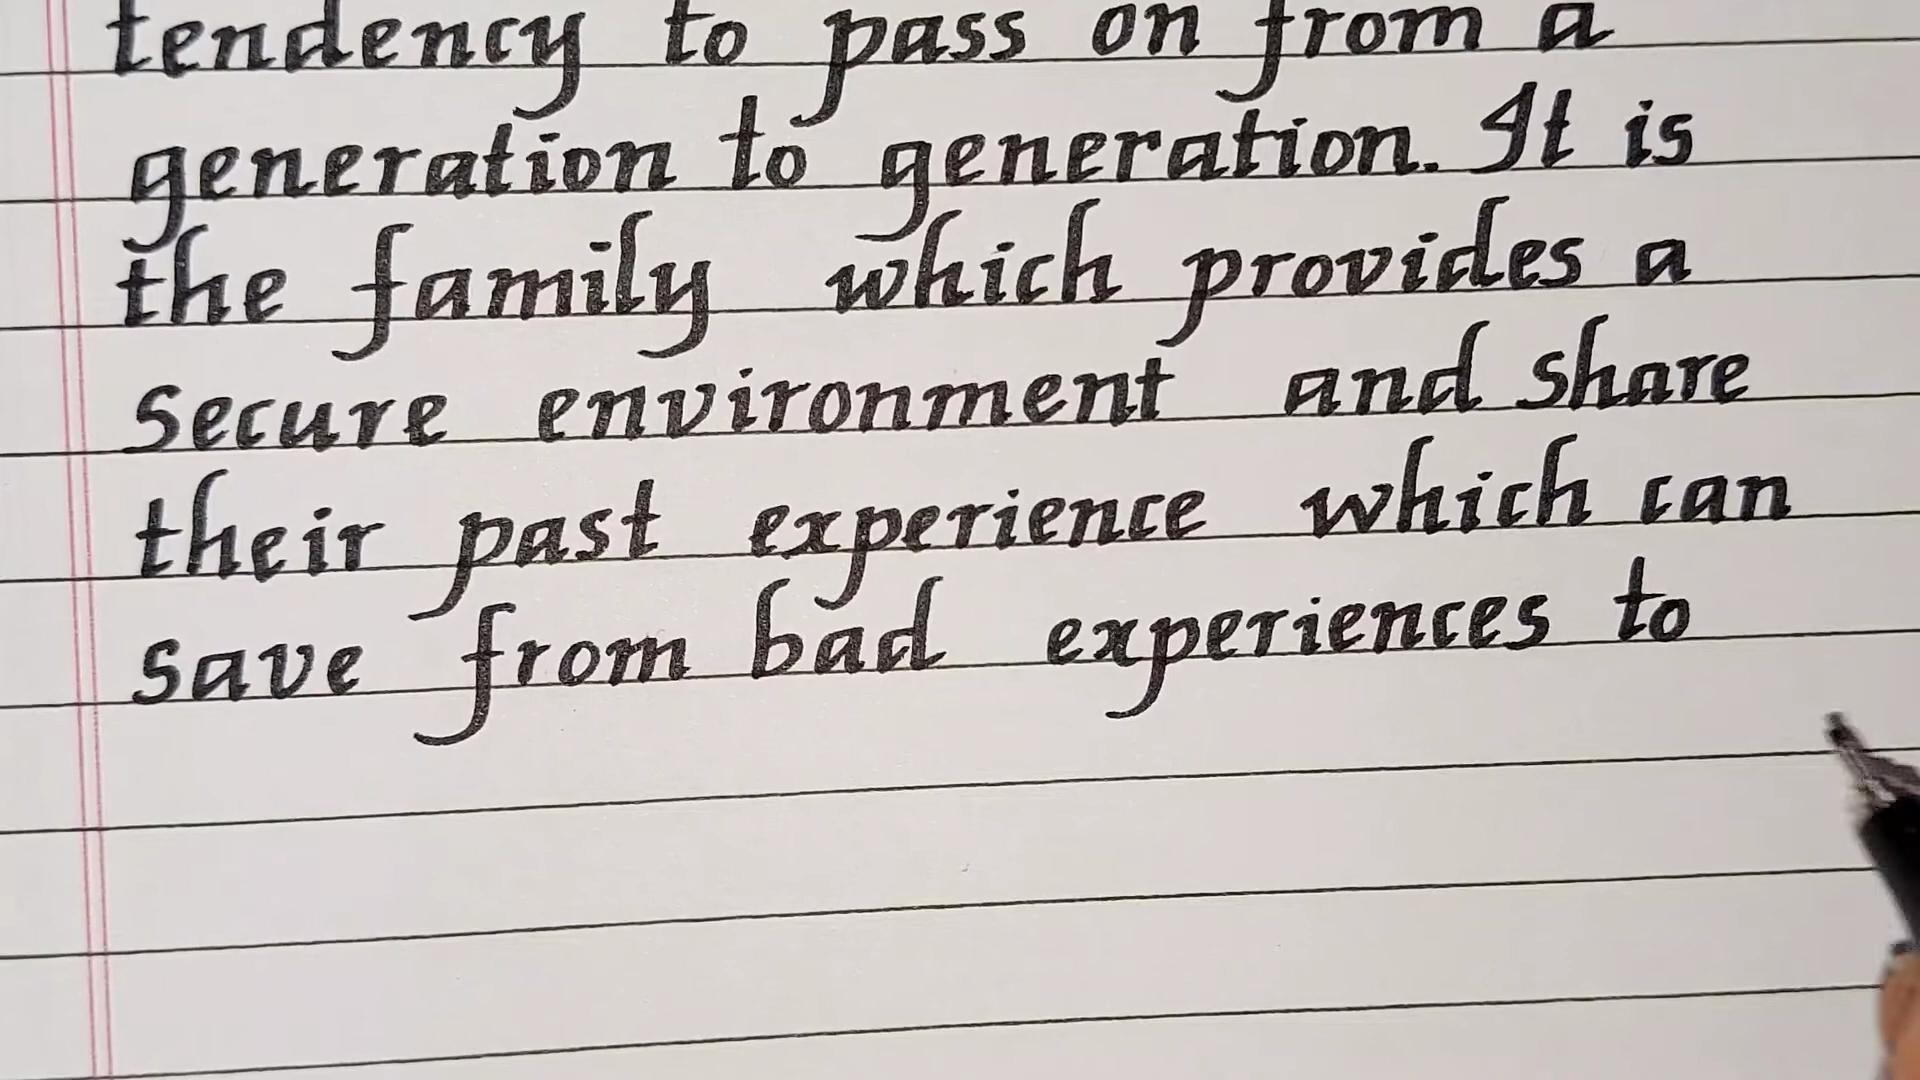 tendency to pass on from a
generation to generation. It is
the family which provides a
secure environment and share
their past experience which can
save from bad experiences to